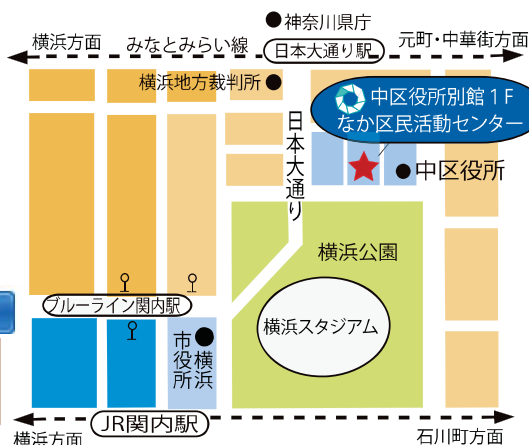 神奈川県庁
横浜方面
みなとみらい線
日本大通り駅
元町・中華街方面
横浜地方裁判所
中区役所別館1F
なか区民活動センター
日本大通り
中区役所
横浜公園
ブルーライン関内駅
横浜スタジアム
横浜
市役所
JR関内駅
横浜方面
石川町方面